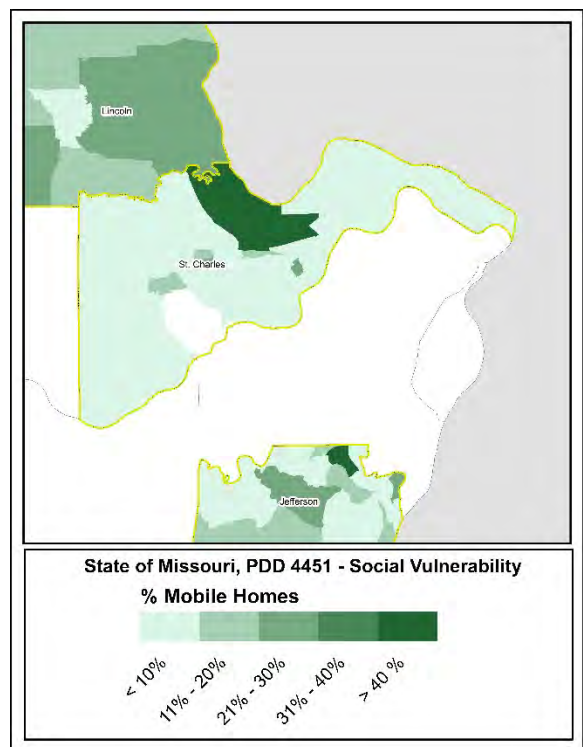 Lincoln
St. Charles
Jefferson
State of Missouri, PDD 4451 - Social Vulnerability
% Mobile Homes
< 10%
11% - 20%
21% - 30%
31% - 40%
> 40 %